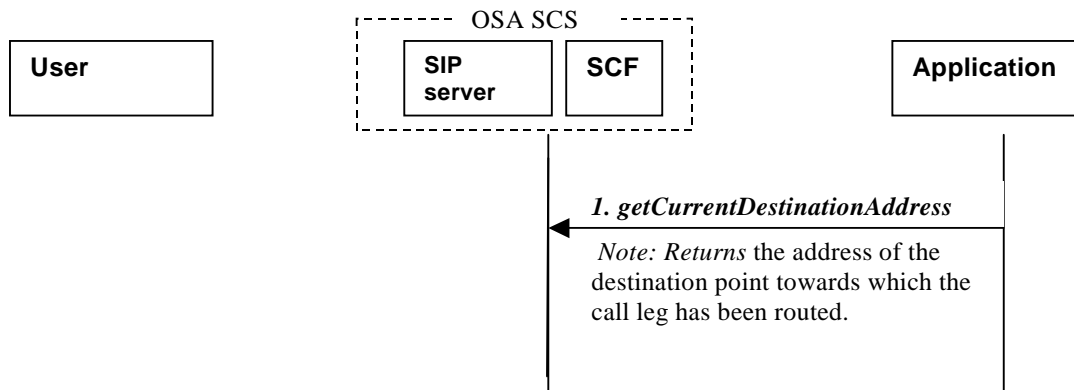 OSA SCS
User
SIP
server
SCF
Application
1. getCurrentDestinationAddress
Note: Returns the address of the
destination point towards which the
call leg has been routed.